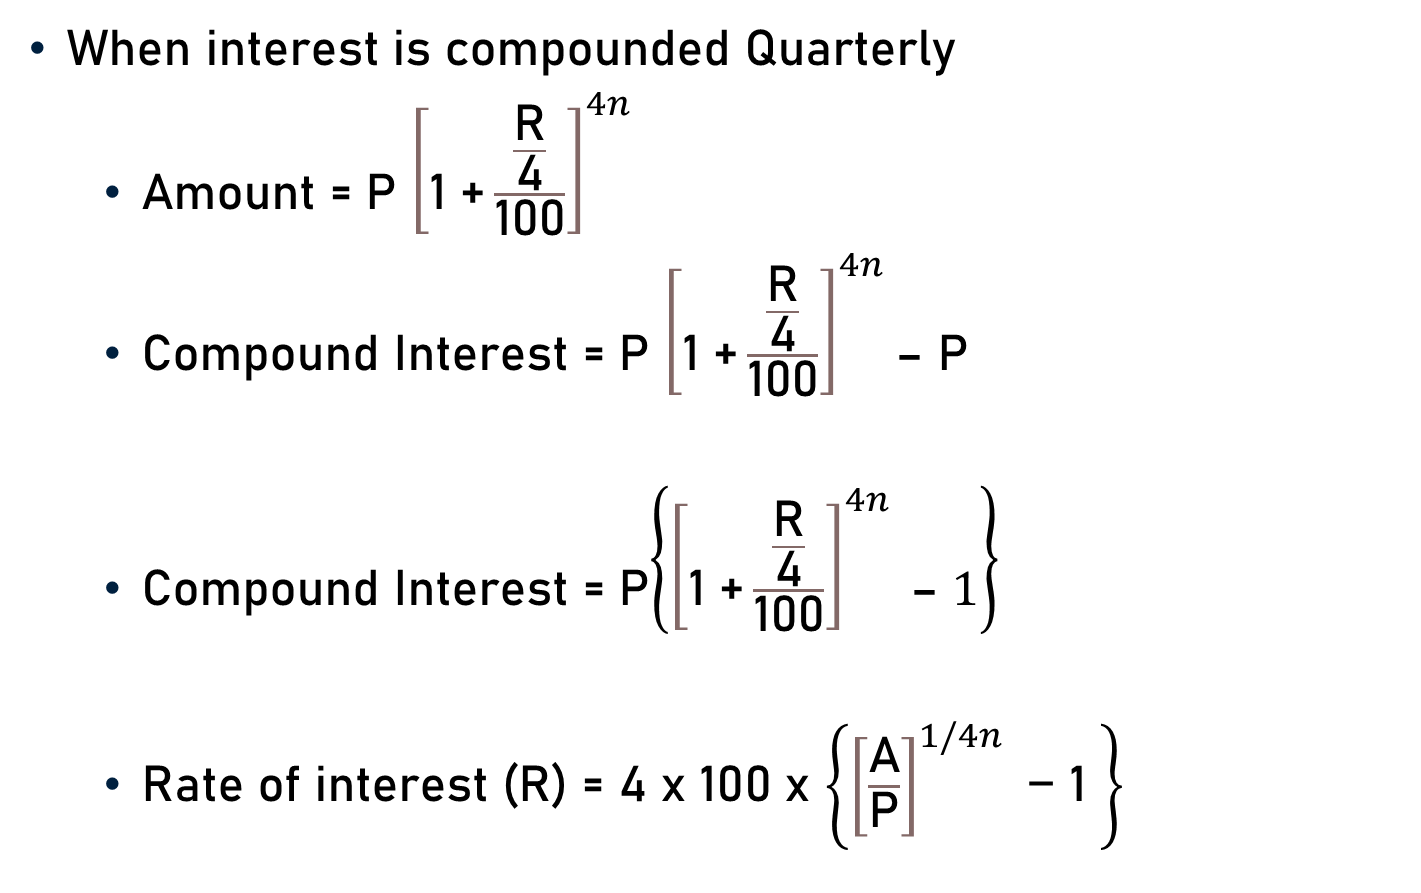 • When interest is compounded Quarterly
• Amount = P [1 + (R/4)/100]^4n
• Compound Interest = P [1 + (R/4)/100]^4n – P
• Compound Interest = P{[1 + (R/4)/100]^4n – 1}
• Rate of interest (R) = 4 x 100 x {[A/P]^1/4n – 1}